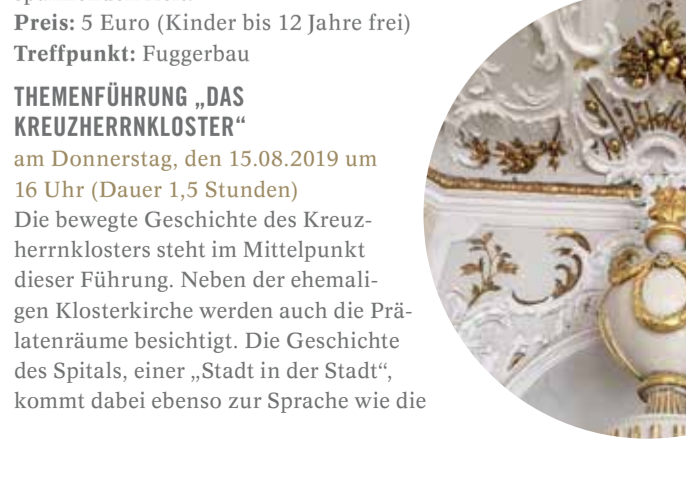 Preis: 5 Euro (Kinder bis 12 Jahre frei)
Treffpunkt: Fuggerbau
THEMENFÜHRUNG „DAS
KREUZHERRNKLOSTER“
am Donnerstag, den 15.08.2019 um
16 Uhr (Dauer 1,5 Stunden)
Die bewegte Geschichte des Kreuz-
herrnklosters steht im Mittelpunkt
dieser Führung. Neben der ehemali-
gen Klosterkirche werden auch die Prä-
latenräume besichtigt. Die Geschichte
des Spitals, einer „Stadt in der Stadt“,
kommt dabei ebenso zur Sprache wie die